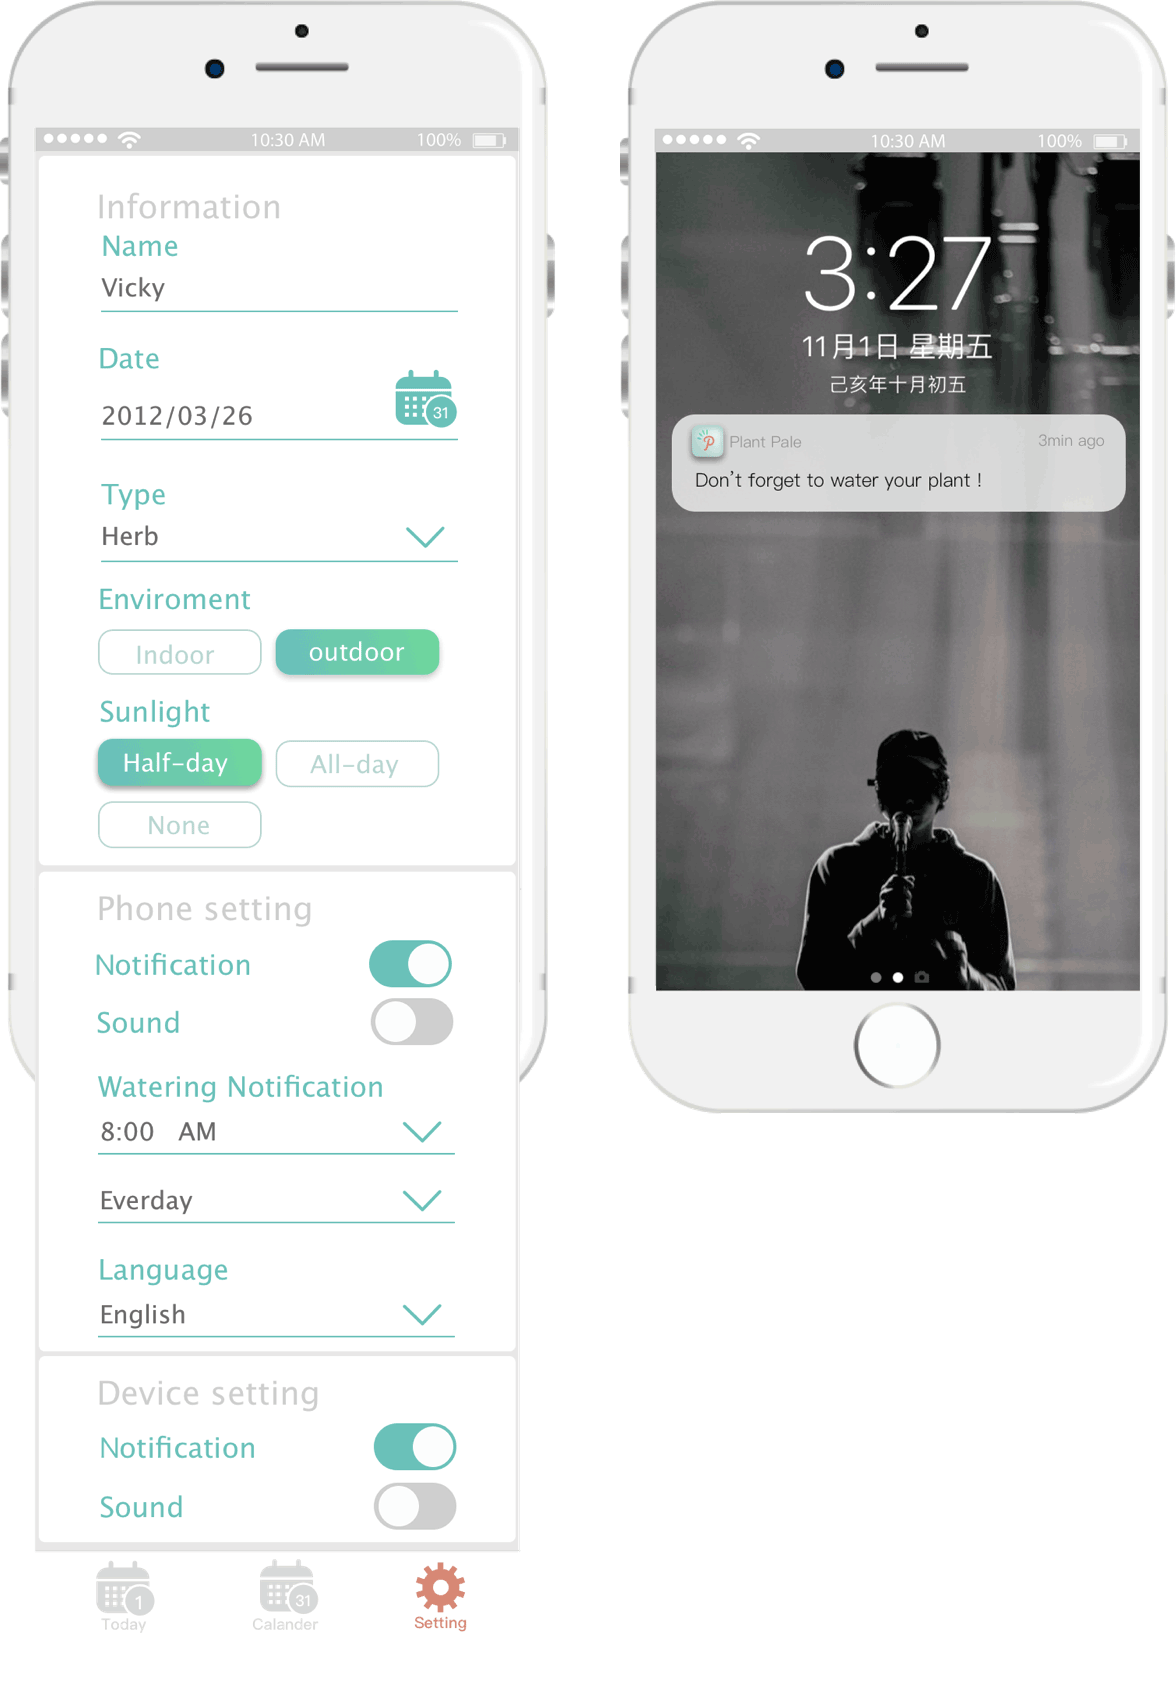 10:30 AM 100%
Information
Name
Vicky
Date
2012/03/26
31
Type
Herb
Enviroment
Indoor outdoor
Sunlight
Half-day All-day
None
Phone setting
Notification
Sound
Watering Notification
8:00 AM
Everday
Language
English
Device setting
Notification
Sound
1 31
Today Calander Setting
10:30 AM 100%
3:27
11月1日 星期五
己亥年十月初五
P Plant Pale 3min ago
Don't forget to water your plant !